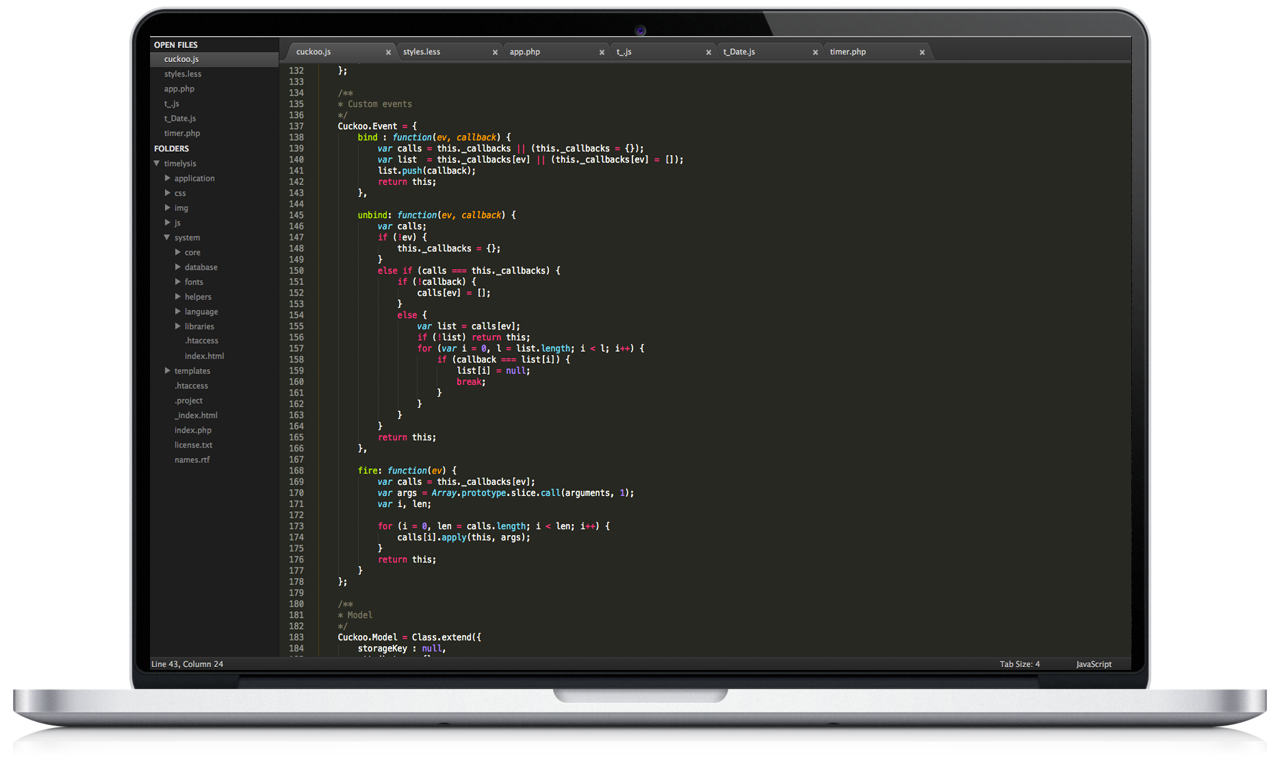 OPEN FILES
cuckoo.js
styles.less
app.php
t_.js
t_Date.js
timer.php
FOLDERS
timelysis
application
css
img
js
system
core
database
fonts
helpers
language
libraries
.htaccess
index.html
templates
.htaccess
.project
_index.html
index.php
license.txt
names.rtf
cuckoo.js x styles.less x app.php x t_.js x t_Date.js x timer.php x
132 };
133
134 /**
135 * Custom events
136 */
137 Cuckoo.Event = {
138 bind : function(ev, callback) {
139 var calls = this._callbacks || (this._callbacks = {});
140 var list = this._callbacks[ev] || (this._callbacks[ev] = []);
141 list.push(callback);
142 return this;
143 },
144
145 unbind: function(ev, callback) {
146 var calls;
147 if (!ev) {
148 this._callbacks = {};
149 }
150 else if (calls === this._callbacks) {
151 if (!callback) {
152 calls[ev] = [];
153 }
154 else {
155 var list = calls[ev];
156 if (!list) return this;
157 for (var i = 0, l = list.length; i < l; i++) {
158 if (callback === list[i]) {
159 list[i] = null;
160 break;
161 }
162 }
163 }
164 }
165 return this;
166 },
167
168 fire: function(ev) {
169 var calls = this._callbacks[ev];
170 var args = Array.prototype.slice.call(arguments, 1);
171 var i, len;
172
173 for (i = 0, len = calls.length; i < len; i++) {
174 calls[i].apply(this, args);
175 }
176 return this;
177 }
178 };
179
180 /**
181 * Model
182 */
183 Cuckoo.Model = Class.extend({
184 storageKey : null,
Line 43, Column 24 Tab Size: 4 JavaScript